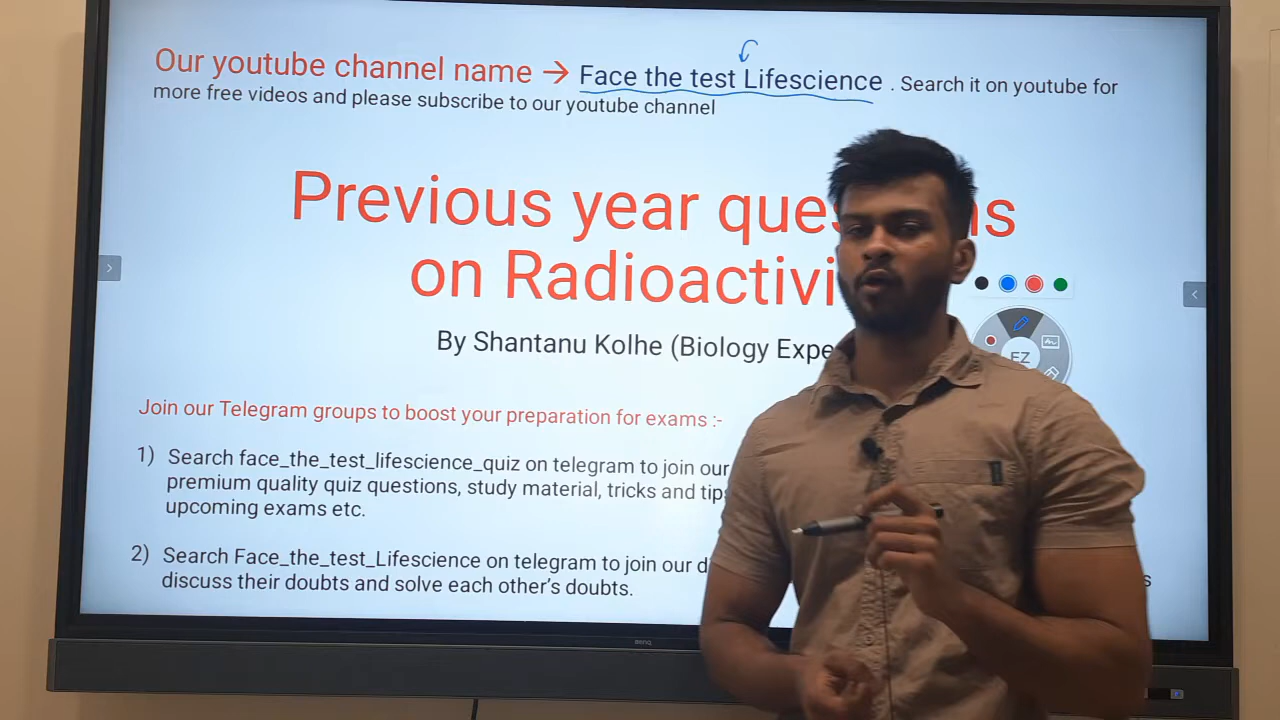 Our youtube channel name → Face the test Lifescience . Search it on youtube for
more free videos and please subscribe to our youtube channel
Previous year ques ns
on Radioactivi
By Shantanu Kolhe (Biology Expe
EZ
Join our Telegram groups to boost your preparation for exams :-
1) Search face_the_test_lifescience_quiz on telegram to join our
premium quality quiz questions, study material, tricks and tip
upcoming exams etc.
2) Search Face_the_test_Lifescience on telegram to join our d
discuss their doubts and solve each other's doubts.
BenQ